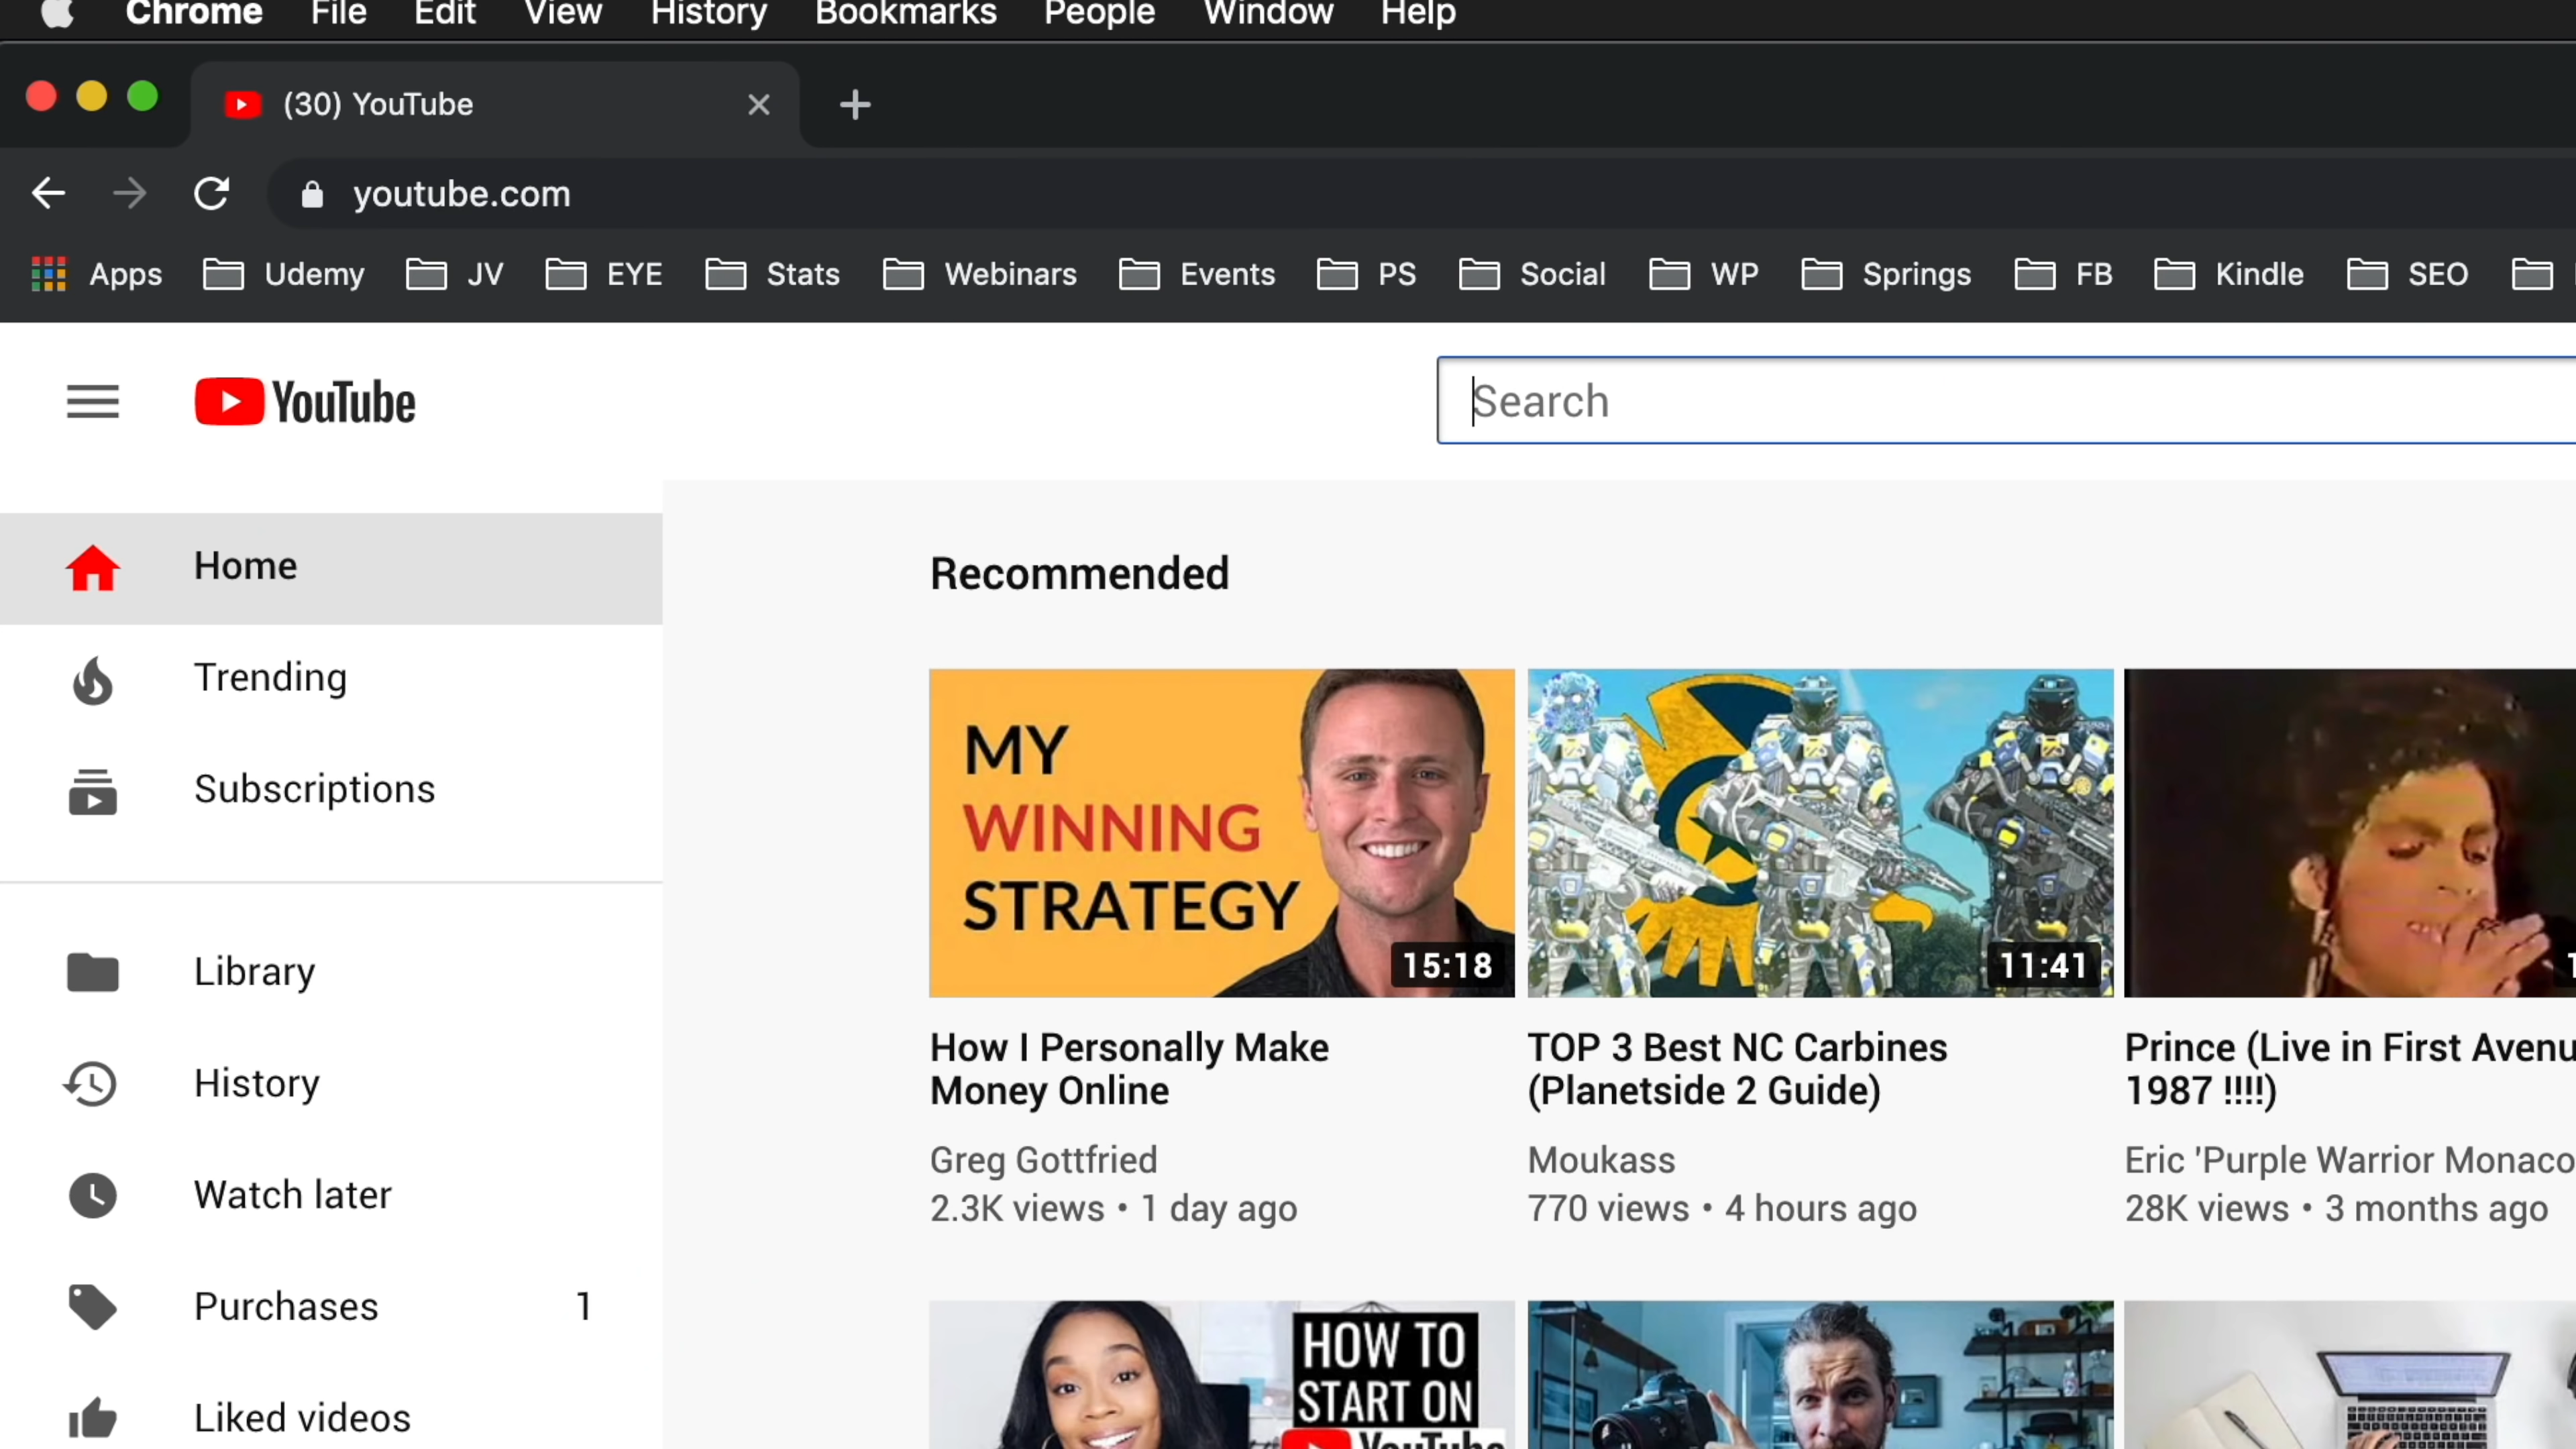 Chrome File Edit View History Bookmarks People Window Help
(30) YouTube
youtube.com
Apps Udemy JV EYE Stats Webinars Events PS Social WP Springs FB Kindle SEO
YouTube
Search
Home
Trending
Subscriptions
Library
History
Watch later
Purchases 1
Liked videos
Recommended
MY
WINNING
STRATEGY
15:18
11:41
How I Personally Make
Money Online
Greg Gottfried
2.3K views • 1 day ago
TOP 3 Best NC Carbines
(Planetside 2 Guide)
Moukass
770 views • 4 hours ago
Prince (Live in First Avenu
1987 !!!!)
Eric 'Purple Warrior Monaco
28K views • 3 months ago
HOW TO
START ON
YouTube